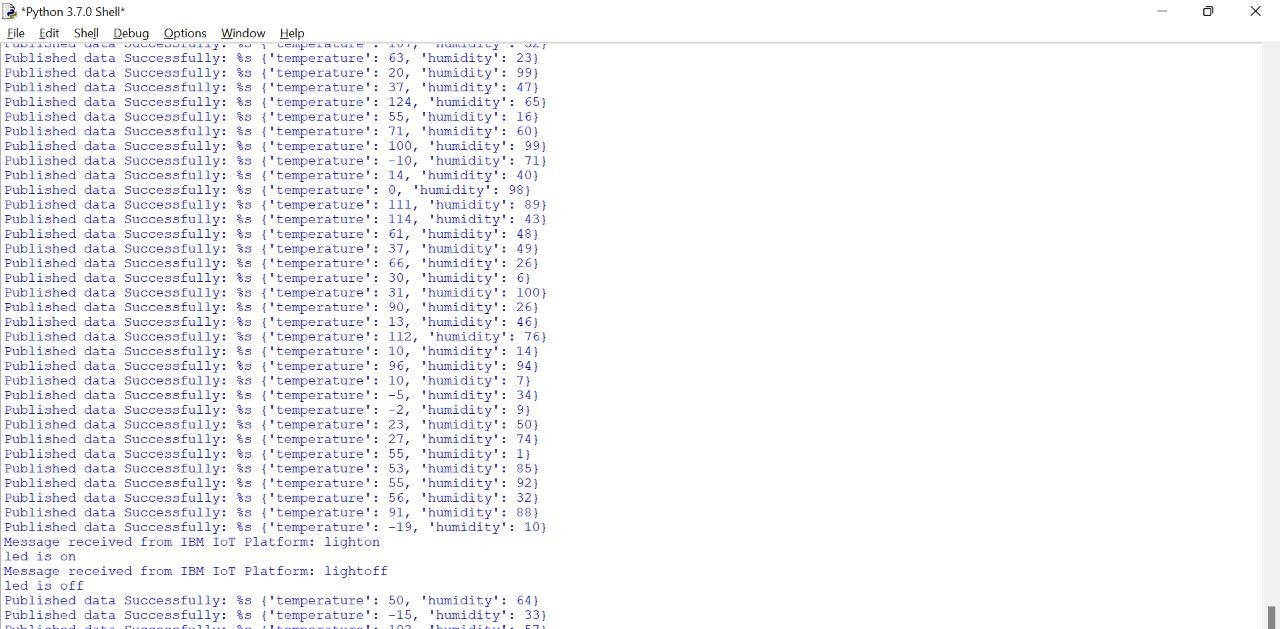 *Python 3.7.0 Shell*
File Edit Shell Debug Options Window Help
Published data Successfully: %s {'temperature': 107, 'humidity': 52}
Published data Successfully: %s {'temperature': 63, 'humidity': 23}
Published data Successfully: %s {'temperature': 20, 'humidity': 99}
Published data Successfully: %s {'temperature': 37, 'humidity': 47}
Published data Successfully: %s {'temperature': 124, 'humidity': 65}
Published data Successfully: %s {'temperature': 55, 'humidity': 16}
Published data Successfully: %s {'temperature': 71, 'humidity': 60}
Published data Successfully: %s {'temperature': 100, 'humidity': 99}
Published data Successfully: %s {'temperature': -10, 'humidity': 71}
Published data Successfully: %s {'temperature': 14, 'humidity': 40}
Published data Successfully: %s {'temperature': 0, 'humidity': 98}
Published data Successfully: %s {'temperature': 111, 'humidity': 89}
Published data Successfully: %s {'temperature': 114, 'humidity': 43}
Published data Successfully: %s {'temperature': 61, 'humidity': 48}
Published data Successfully: %s {'temperature': 37, 'humidity': 49}
Published data Successfully: %s {'temperature': 66, 'humidity': 26}
Published data Successfully: %s {'temperature': 30, 'humidity': 6}
Published data Successfully: %s {'temperature': 31, 'humidity': 100}
Published data Successfully: %s {'temperature': 90, 'humidity': 26}
Published data Successfully: %s {'temperature': 13, 'humidity': 46}
Published data Successfully: %s {'temperature': 112, 'humidity': 76}
Published data Successfully: %s {'temperature': 10, 'humidity': 14}
Published data Successfully: %s {'temperature': 96, 'humidity': 94}
Published data Successfully: %s {'temperature': 10, 'humidity': 7}
Published data Successfully: %s {'temperature': -5, 'humidity': 34}
Published data Successfully: %s {'temperature': -2, 'humidity': 9}
Published data Successfully: %s {'temperature': 23, 'humidity': 50}
Published data Successfully: %s {'temperature': 27, 'humidity': 74}
Published data Successfully: %s {'temperature': 55, 'humidity': 1}
Published data Successfully: %s {'temperature': 53, 'humidity': 85}
Published data Successfully: %s {'temperature': 55, 'humidity': 92}
Published data Successfully: %s {'temperature': 56, 'humidity': 32}
Published data Successfully: %s {'temperature': 91, 'humidity': 88}
Published data Successfully: %s {'temperature': -19, 'humidity': 10}
Message received from IBM IoT Platform: lighton
led is on
Message received from IBM IoT Platform: lightoff
led is off
Published data Successfully: %s {'temperature': 50, 'humidity': 64}
Published data Successfully: %s {'temperature': -15, 'humidity': 33}
Published data Successfully: %s {'temperature': 'humidity':